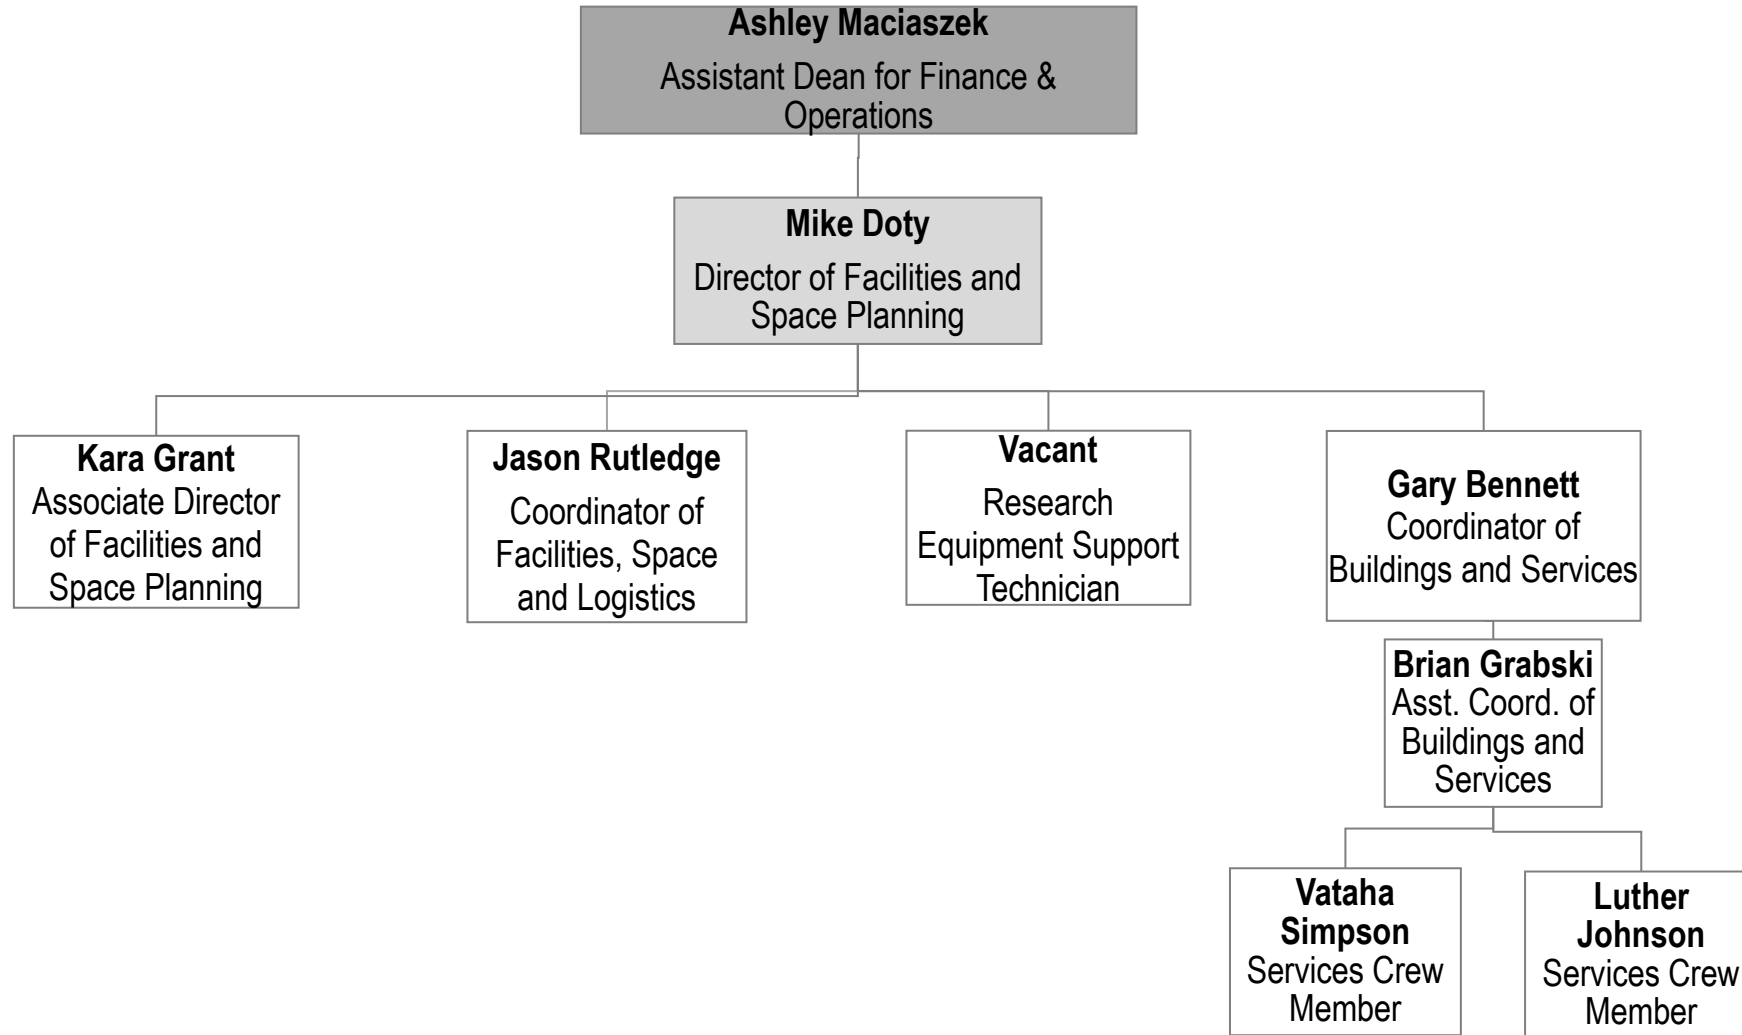 Ashley Maciaszek
Assistant Dean for Finance &
Operations
Mike Doty
Director of Facilities and
Space Planning
Kara Grant
Associate Director
of Facilities and
Space Planning
Jason Rutledge
Coordinator of
Facilities, Space
and Logistics
Vacant
Research
Equipment Support
Technician
Gary Bennett
Coordinator of
Buildings and Services
Brian Grabski
Asst. Coord. of
Buildings and
Services
Vataha
Simpson
Services Crew
Member
Luther
Johnson
Services Crew
Member